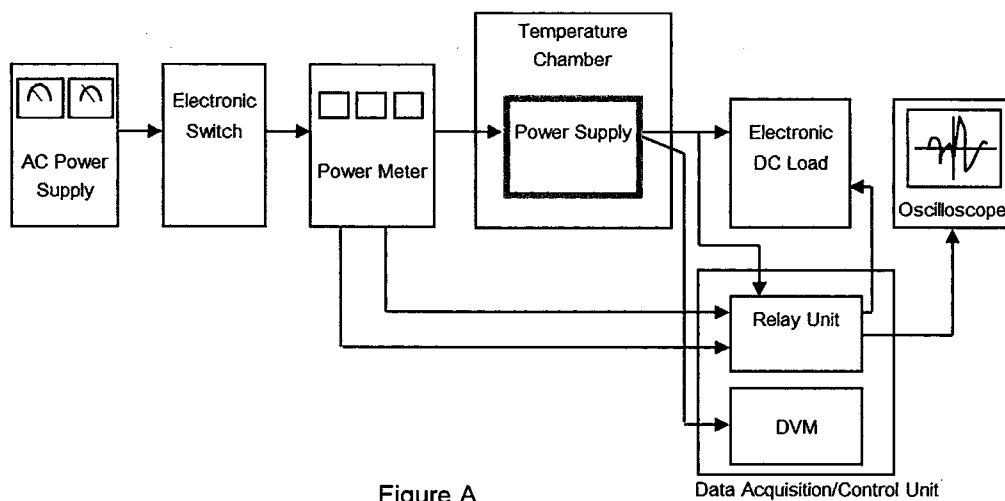 Temperature
Chamber
AC Power
Supply
Electronic
Switch
Power Meter
Power Supply
Electronic
DC Load
Oscilloscope
Relay Unit
DVM
Data Acquisition/Control Unit
Figure A